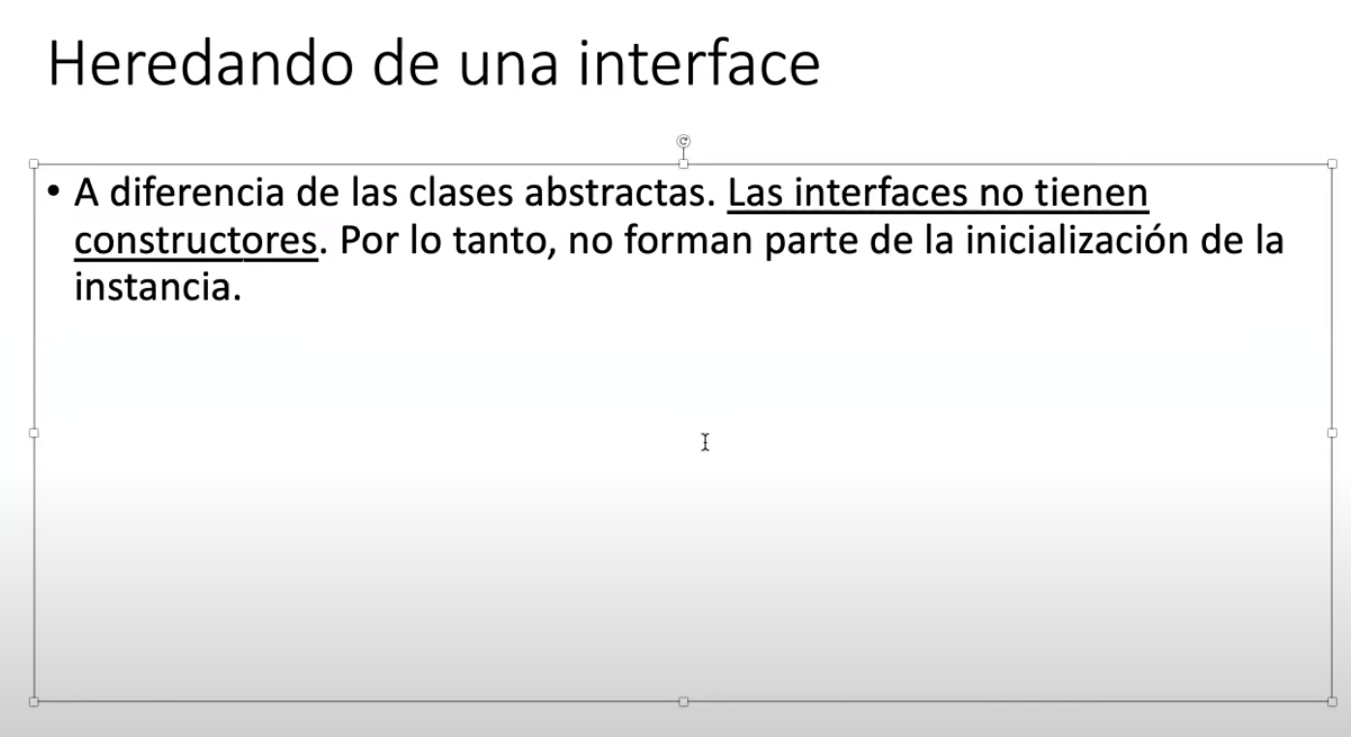 Heredando de una interface
• A diferencia de las clases abstractas. Las interfaces no tienen
constructores. Por lo tanto, no forman parte de la inicialización de la
instancia.